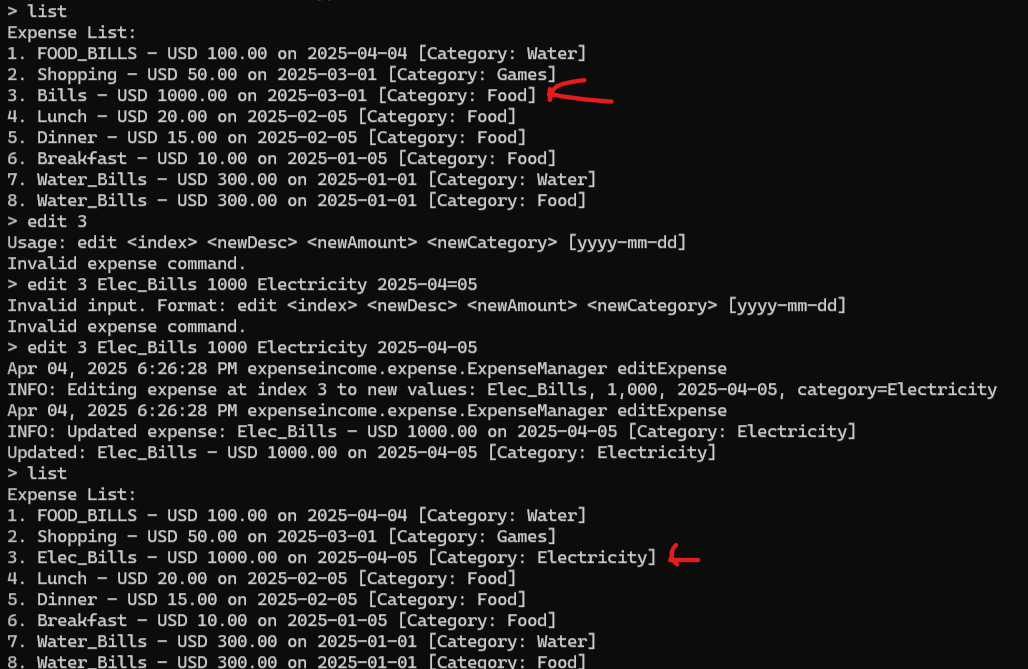 > list
Expense List:
1. FOOD_BILLS - USD 100.00 on 2025-04-04 [Category: Water]
2. Shopping - USD 50.00 on 2025-03-01 [Category: Games]
3. Bills - USD 1000.00 on 2025-03-01 [Category: Food]
4. Lunch - USD 20.00 on 2025-02-05 [Category: Food]
5. Dinner - USD 15.00 on 2025-02-05 [Category: Food]
6. Breakfast - USD 10.00 on 2025-01-05 [Category: Food]
7. Water_Bills - USD 300.00 on 2025-01-01 [Category: Water]
8. Water_Bills - USD 300.00 on 2025-01-01 [Category: Food]
> edit 3
Usage: edit <index> <newDesc> <newAmount> <newCategory> [yyyy-mm-dd]
Invalid expense command.
> edit 3 Elec_Bills 1000 Electricity 2025-04=05
Invalid input. Format: edit <index> <newDesc> <newAmount> <newCategory> [yyyy-mm-dd]
Invalid expense command.
> edit 3 Elec_Bills 1000 Electricity 2025-04-05
Apr 04, 2025 6:26:28 PM expenseincome.expense.ExpenseManager editExpense
INFO: Editing expense at index 3 to new values: Elec_Bills, 1,000, 2025-04-05, category=Electricity
Apr 04, 2025 6:26:28 PM expenseincome.expense.ExpenseManager editExpense
INFO: Updated expense: Elec_Bills - USD 1000.00 on 2025-04-05 [Category: Electricity]
Updated: Elec_Bills - USD 1000.00 on 2025-04-05 [Category: Electricity]
> list
Expense List:
1. FOOD_BILLS - USD 100.00 on 2025-04-04 [Category: Water]
2. Shopping - USD 50.00 on 2025-03-01 [Category: Games]
3. Elec_Bills - USD 1000.00 on 2025-04-05 [Category: Electricity]
4. Lunch - USD 20.00 on 2025-02-05 [Category: Food]
5. Dinner - USD 15.00 on 2025-02-05 [Category: Food]
6. Breakfast - USD 10.00 on 2025-01-05 [Category: Food]
7. Water_Bills - USD 300.00 on 2025-01-01 [Category: Water]
8. Water_Bills - USD 300.00 on 2025-01-01 [Category: Food]